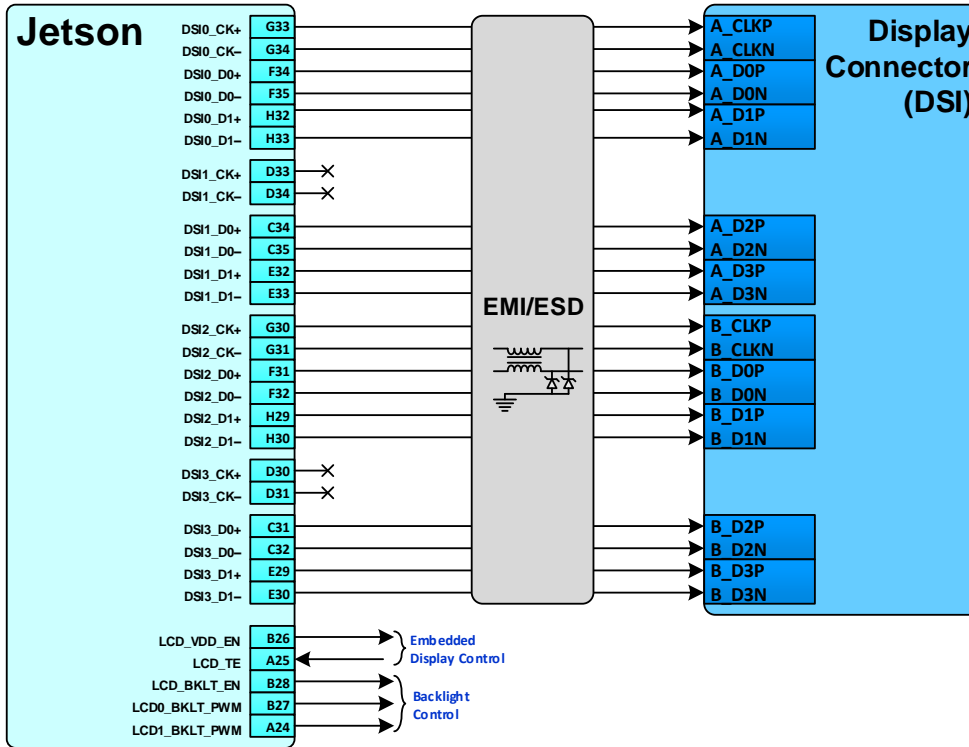 Jetson
DSI0_CK+ G33 A_CLKP
DSI0_CK– G34 A_CLKN
DSI0_D0+ F34 A_D0P
DSI0_D0– F35 A_D0N
DSI0_D1+ H32 A_D1P
DSI0_D1– H33 A_D1N
Display
Connector
(DSI)
DSI1_CK+ D33
DSI1_CK– D34
DSI1_D0+ C34 A_D2P
DSI1_D0– C35 A_D2N
DSI1_D1+ E32 A_D3P
DSI1_D1– E33 A_D3N
EMI/ESD
DSI2_CK+ G30 B_CLKP
DSI2_CK– G31 B_CLKN
DSI2_D0+ F31 B_D0P
DSI2_D0– F32 B_D0N
DSI2_D1+ H29 B_D1P
DSI2_D1– H30 B_D1N
DSI3_CK+ D30
DSI3_CK– D31
DSI3_D0+ C31 B_D2P
DSI3_D0– C32 B_D2N
DSI3_D1+ E29 B_D3P
DSI3_D1– E30 B_D3N
LCD_VDD_EN B26
LCD_TE A25
Embedded
Display Control
LCD_BKLT_EN B28
LCD0_BKLT_PWM B27
LCD1_BKLT_PWM A24
Backlight
Control